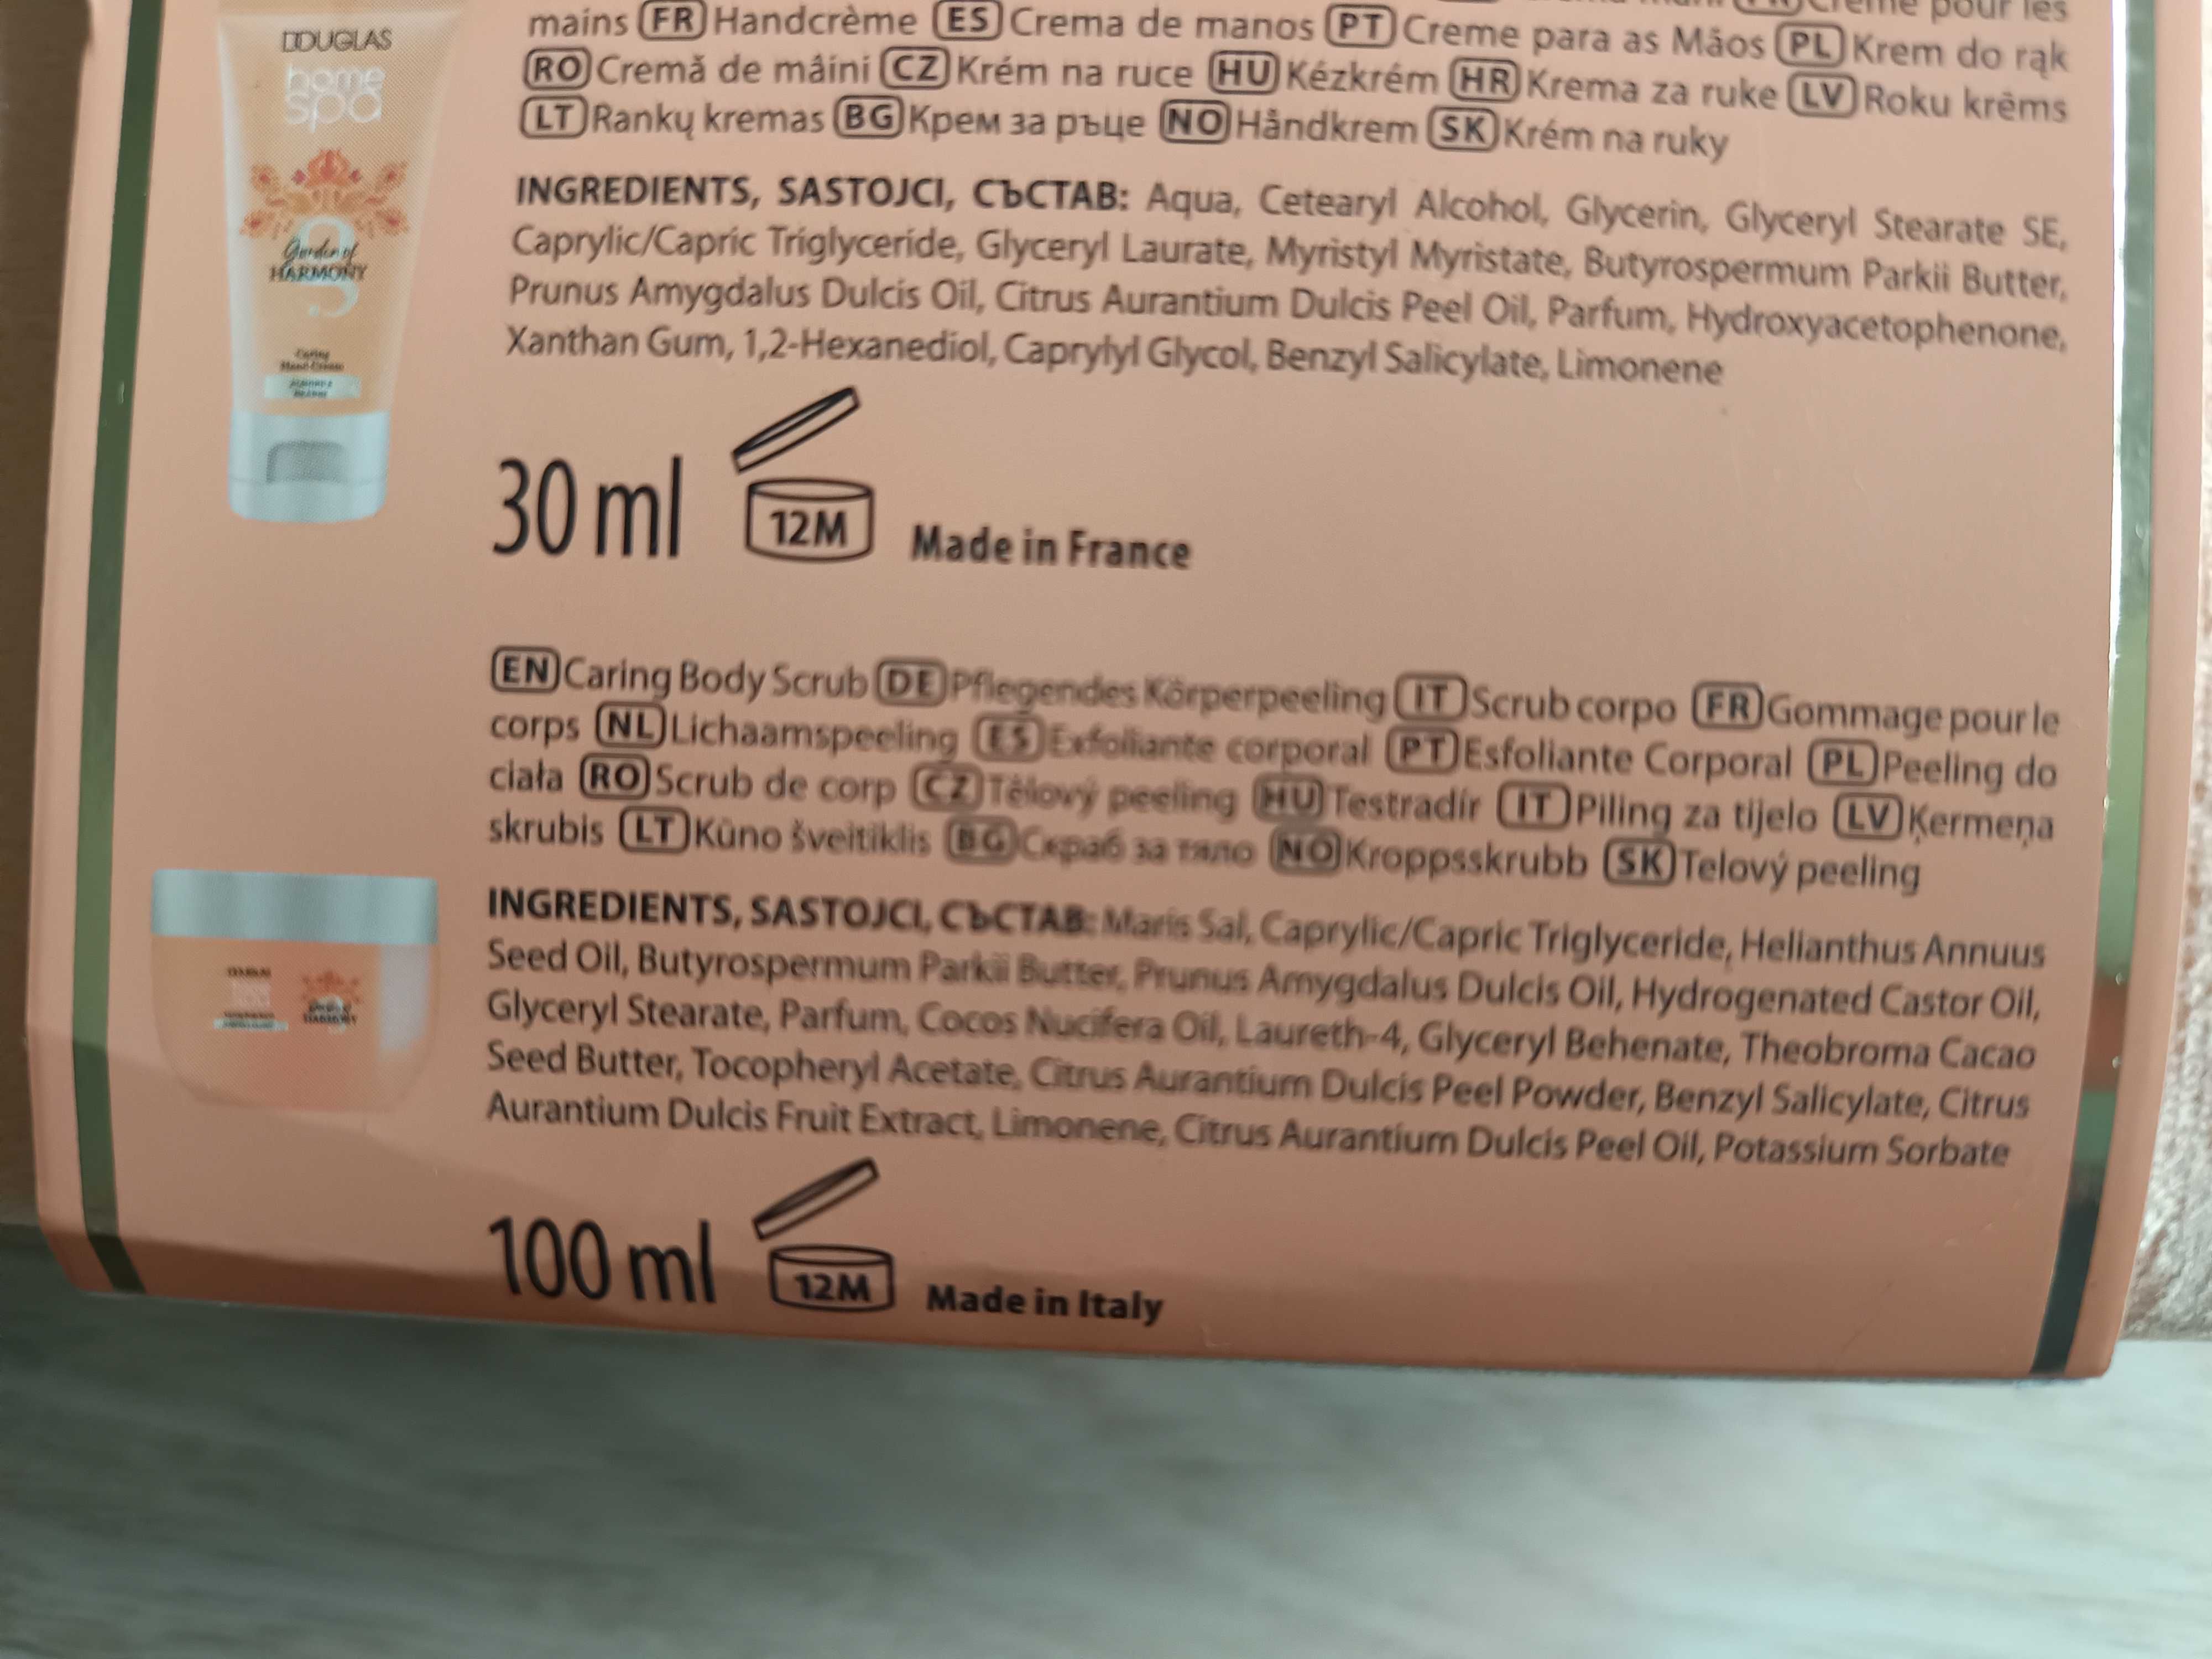 DOUGLAS
home
spa
Garden of
HARMONY
Caring
Hand Cream
mains FR Handcrème ES Crema de manos PT Creme para as Mãos PL Krem do rąk
RO Cremă de mâini CZ Krém na ruce HU Kézkrém HR Krema za ruke LV Roku krēms
LT Rankų kremas BG Крем за ръце NO Håndkrem SK Krém na ruky
INGREDIENTS, SASTOJCI, СЪСТАВ: Aqua, Cetearyl Alcohol, Glycerin, Glyceryl Stearate SE,
Caprylic/Capric Triglyceride, Glyceryl Laurate, Myristyl Myristate, Butyrospermum Parkii Butter,
Prunus Amygdalus Dulcis Oil, Citrus Aurantium Dulcis Peel Oil, Parfum, Hydroxyacetophenone,
Xanthan Gum, 1,2-Hexanediol, Caprylyl Glycol, Benzyl Salicylate, Limonene
30 ml 12M Made in France
EN Caring Body Scrub DE Pflegendes Körperpeeling IT Scrub corpo FR Gommage pour le
corps NL Lichaamspeeling ES Exfoliante corporal PT Esfoliante Corporal PL Peeling do
ciała RO Scrub de corp CZ Tělový peeling HU Testradír IT Piling za tijelo LV Ķermeņa
skrubis LT Kūno šveitiklis BG Скраб за тяло NO Kroppsskrubb SK Telový peeling
INGREDIENTS, SASTOJCI, СЪСТАВ: Maris Sal, Caprylic/Capric Triglyceride, Helianthus Annuus
Seed Oil, Butyrospermum Parkii Butter, Prunus Amygdalus Dulcis Oil, Hydrogenated Castor Oil,
Glyceryl Stearate, Parfum, Cocos Nucifera Oil, Laureth-4, Glyceryl Behenate, Theobroma Cacao
Seed Butter, Tocopheryl Acetate, Citrus Aurantium Dulcis Peel Powder, Benzyl Salicylate, Citrus
Aurantium Dulcis Fruit Extract, Limonene, Citrus Aurantium Dulcis Peel Oil, Potassium Sorbate
HARMONY
100 ml 12M Made in Italy